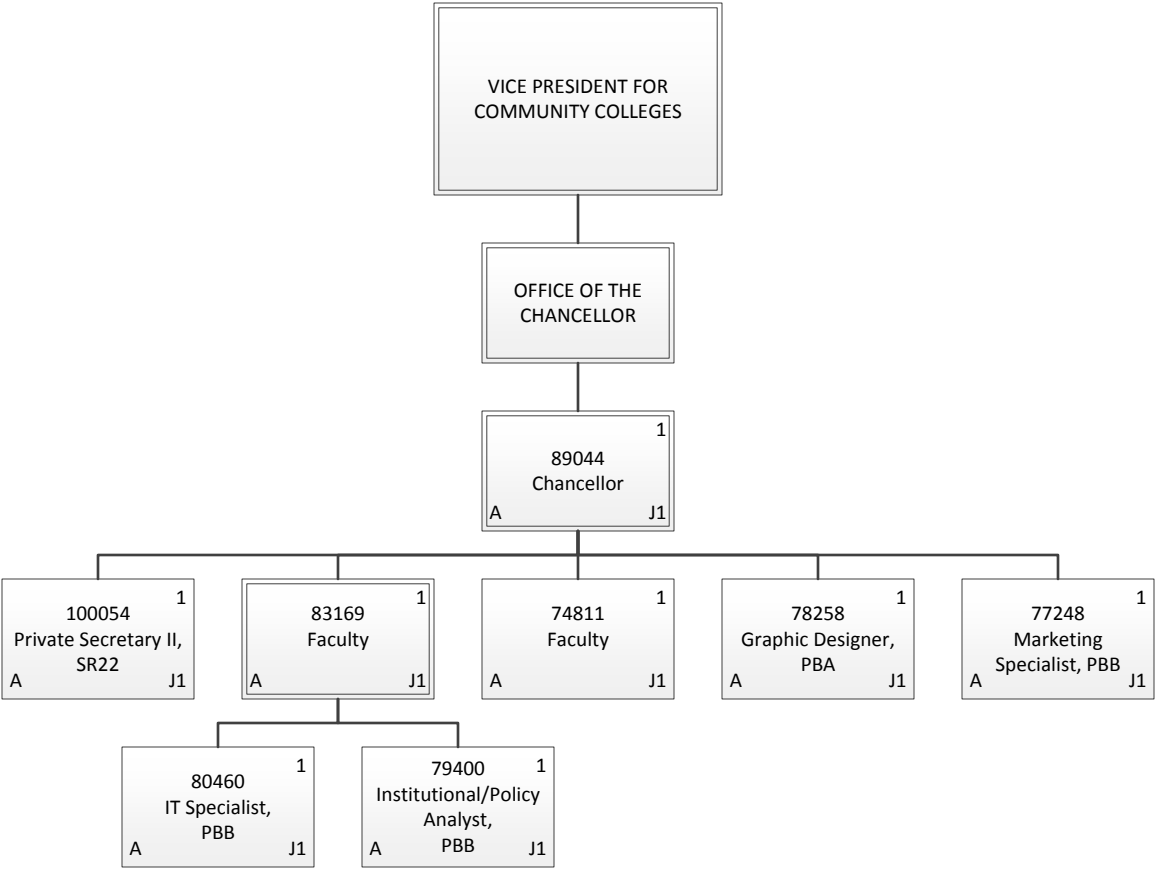 VICE PRESIDENT FOR
COMMUNITY COLLEGES
OFFICE OF THE
CHANCELLOR
1
89044
Chancellor
A J1
1
100054
Private Secretary II,
SR22
A J1
1
83169
Faculty
A J1
1
74811
Faculty
A J1
1
78258
Graphic Designer,
PBA
A J1
1
77248
Marketing
Specialist, PBB
A J1
1
80460
IT Specialist,
PBB
A J1
79400 1
Institutional/Policy
Analyst,
PBB
A J1